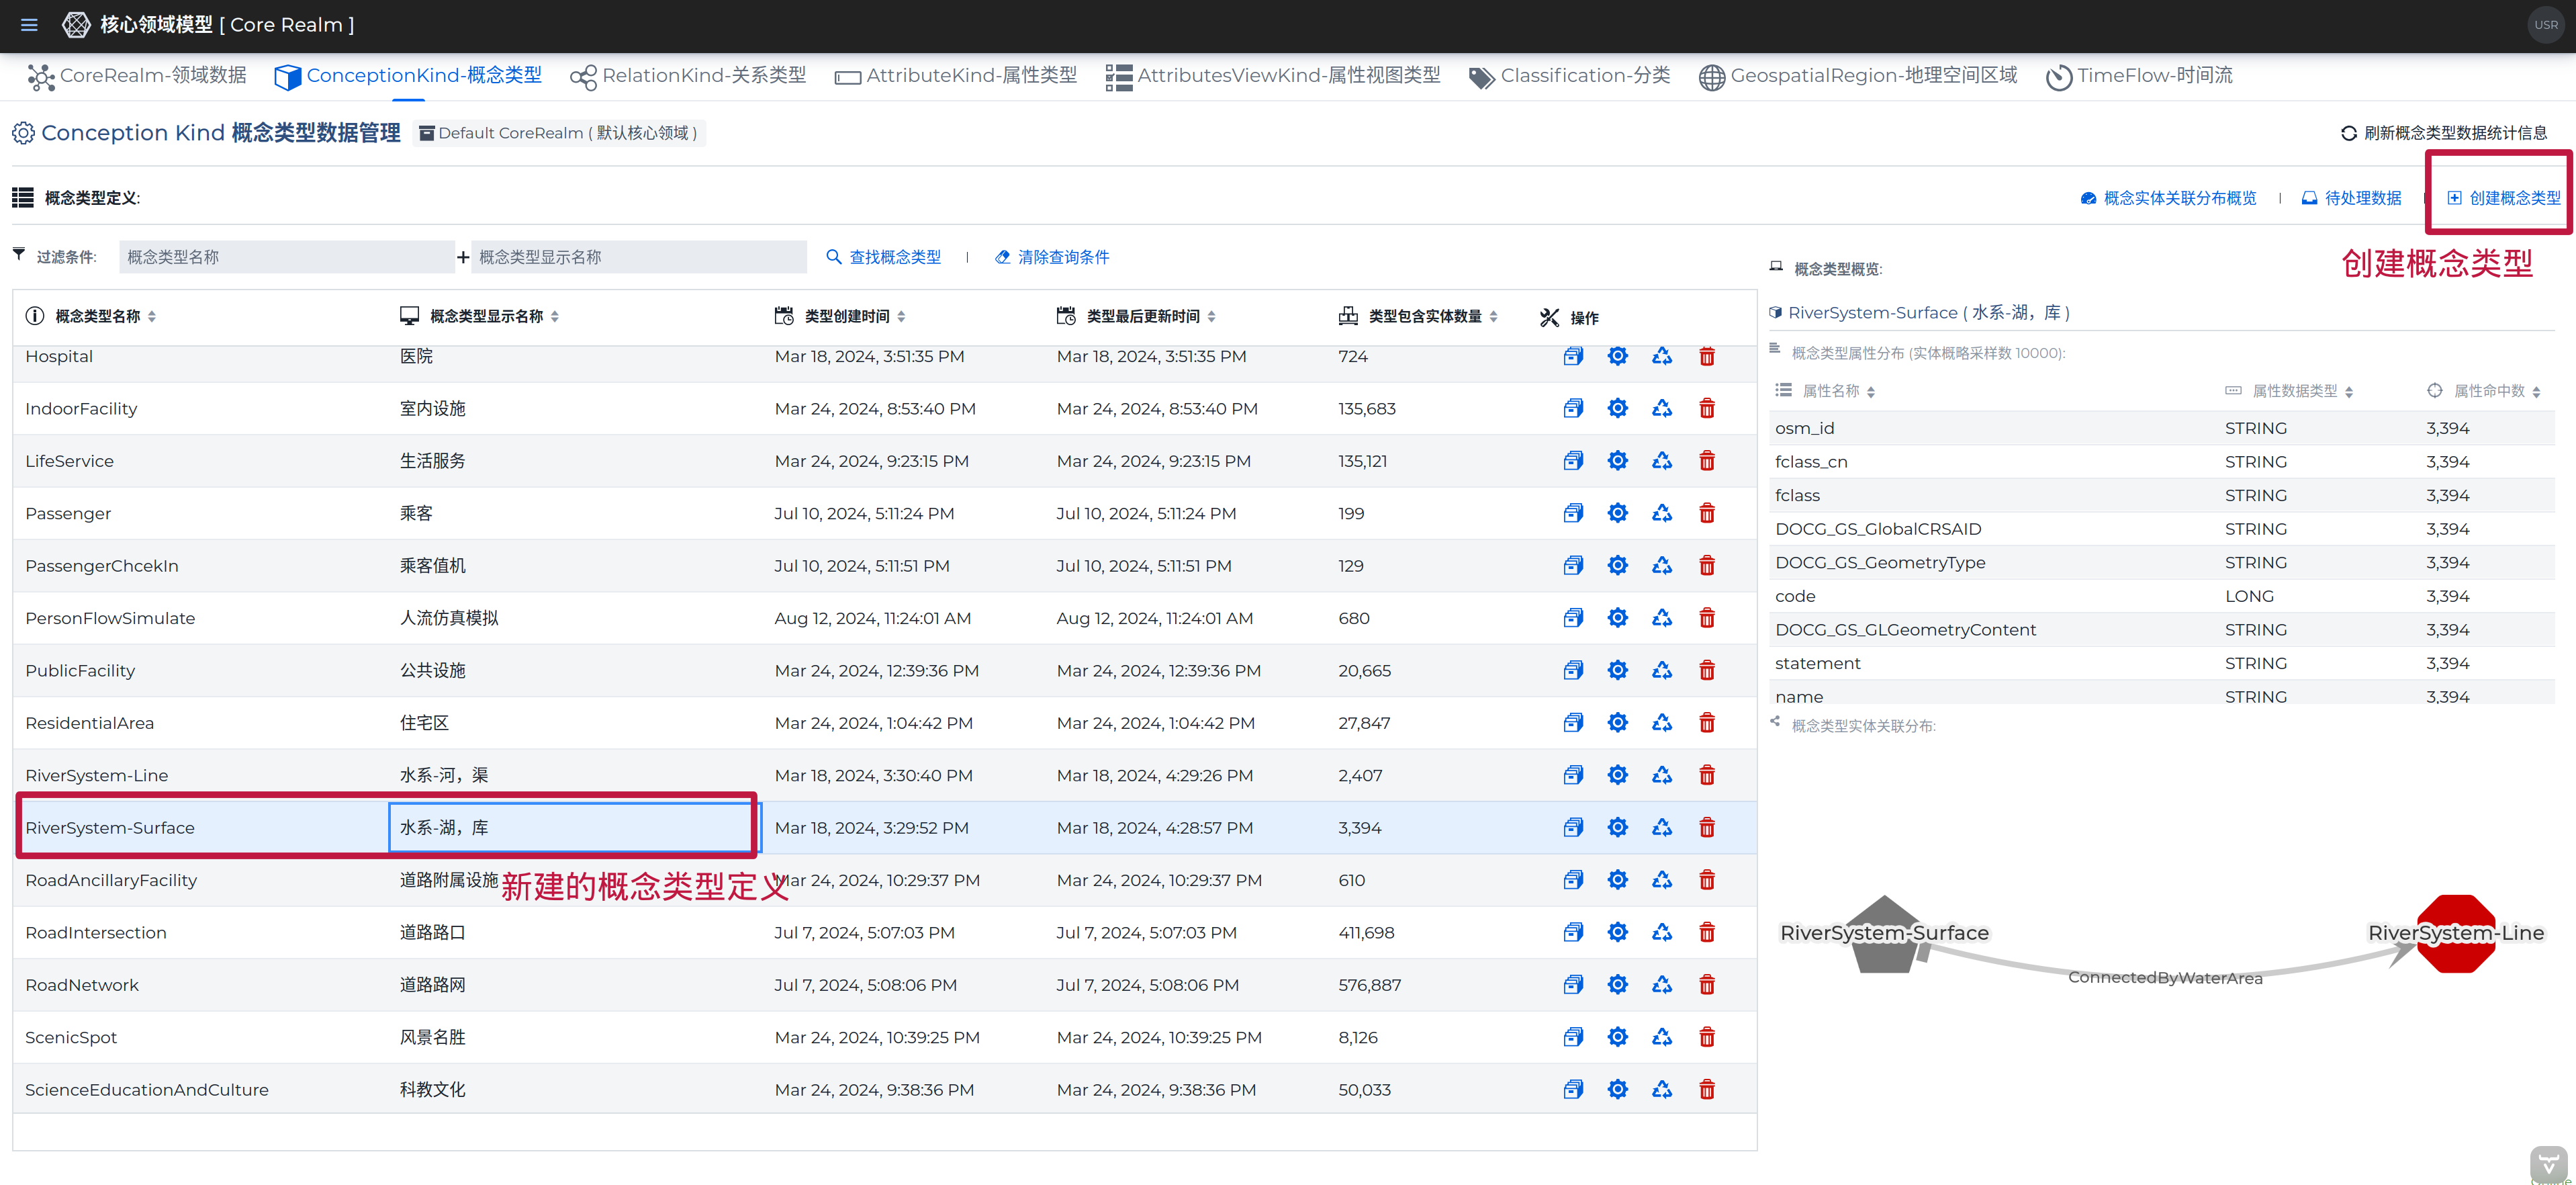 核心领域模型 [ Core Realm ]
USR
CoreRealm-领域数据 ConceptionKind-概念类型 RelationKind-关系类型 AttributeKind-属性类型 AttributesViewKind-属性视图类型 Classification-分类 GeospatialRegion-地理空间区域 TimeFlow-时间流
Conception Kind 概念类型数据管理 Default CoreRealm ( 默认核心领域 ) 刷新概念类型数据统计信息
概念类型定义: 概念实体关联分布概览 | 待处理数据 | 创建概念类型
创建概念类型
过滤条件: 概念类型名称 + 概念类型显示名称 查找概念类型 | 清除查询条件
概念类型名称 概念类型显示名称 类型创建时间 类型最后更新时间 类型包含实体数量 操作
Hospital 医院 Mar 18, 2024, 3:51:35 PM Mar 18, 2024, 3:51:35 PM 724
IndoorFacility 室内设施 Mar 24, 2024, 8:53:40 PM Mar 24, 2024, 8:53:40 PM 135,683
LifeService 生活服务 Mar 24, 2024, 9:23:15 PM Mar 24, 2024, 9:23:15 PM 135,121
Passenger 乘客 Jul 10, 2024, 5:11:24 PM Jul 10, 2024, 5:11:24 PM 199
PassengerChcekIn 乘客值机 Jul 10, 2024, 5:11:51 PM Jul 10, 2024, 5:11:51 PM 129
PersonFlowSimulate 人流仿真模拟 Aug 12, 2024, 11:24:01 AM Aug 12, 2024, 11:24:01 AM 680
PublicFacility 公共设施 Mar 24, 2024, 12:39:36 PM Mar 24, 2024, 12:39:36 PM 20,665
ResidentialArea 住宅区 Mar 24, 2024, 1:04:42 PM Mar 24, 2024, 1:04:42 PM 27,847
RiverSystem-Line 水系-河，渠 Mar 18, 2024, 3:30:40 PM Mar 18, 2024, 4:29:26 PM 2,407
RiverSystem-Surface 水系-湖，库 Mar 18, 2024, 3:29:52 PM Mar 18, 2024, 4:28:57 PM 3,394
RoadAncillaryFacility 道路附属设施 Mar 24, 2024, 10:29:37 PM Mar 24, 2024, 10:29:37 PM 610
新建的概念类型定义
RoadIntersection 道路路口 Jul 7, 2024, 5:07:03 PM Jul 7, 2024, 5:07:03 PM 411,698
RoadNetwork 道路路网 Jul 7, 2024, 5:08:06 PM Jul 7, 2024, 5:08:06 PM 576,887
ScenicSpot 风景名胜 Mar 24, 2024, 10:39:25 PM Mar 24, 2024, 10:39:25 PM 8,126
ScienceEducationAndCulture 科教文化 Mar 24, 2024, 9:38:36 PM Mar 24, 2024, 9:38:36 PM 50,033
概念类型概览:
RiverSystem-Surface ( 水系-湖，库 )
概念类型属性分布 (实体概略采样数 10000):
属性名称 属性数据类型 属性命中数
osm_id STRING 3,394
fclass_cn STRING 3,394
fclass STRING 3,394
DOCG_GS_GlobalCRSAID STRING 3,394
DOCG_GS_GeometryType STRING 3,394
code LONG 3,394
DOCG_GS_GLGeometryContent STRING 3,394
statement STRING 3,394
name STRING 3,394
概念类型实体关联分布:
RiverSystem-Surface RiverSystem-Line
ConnectedByWaterArea